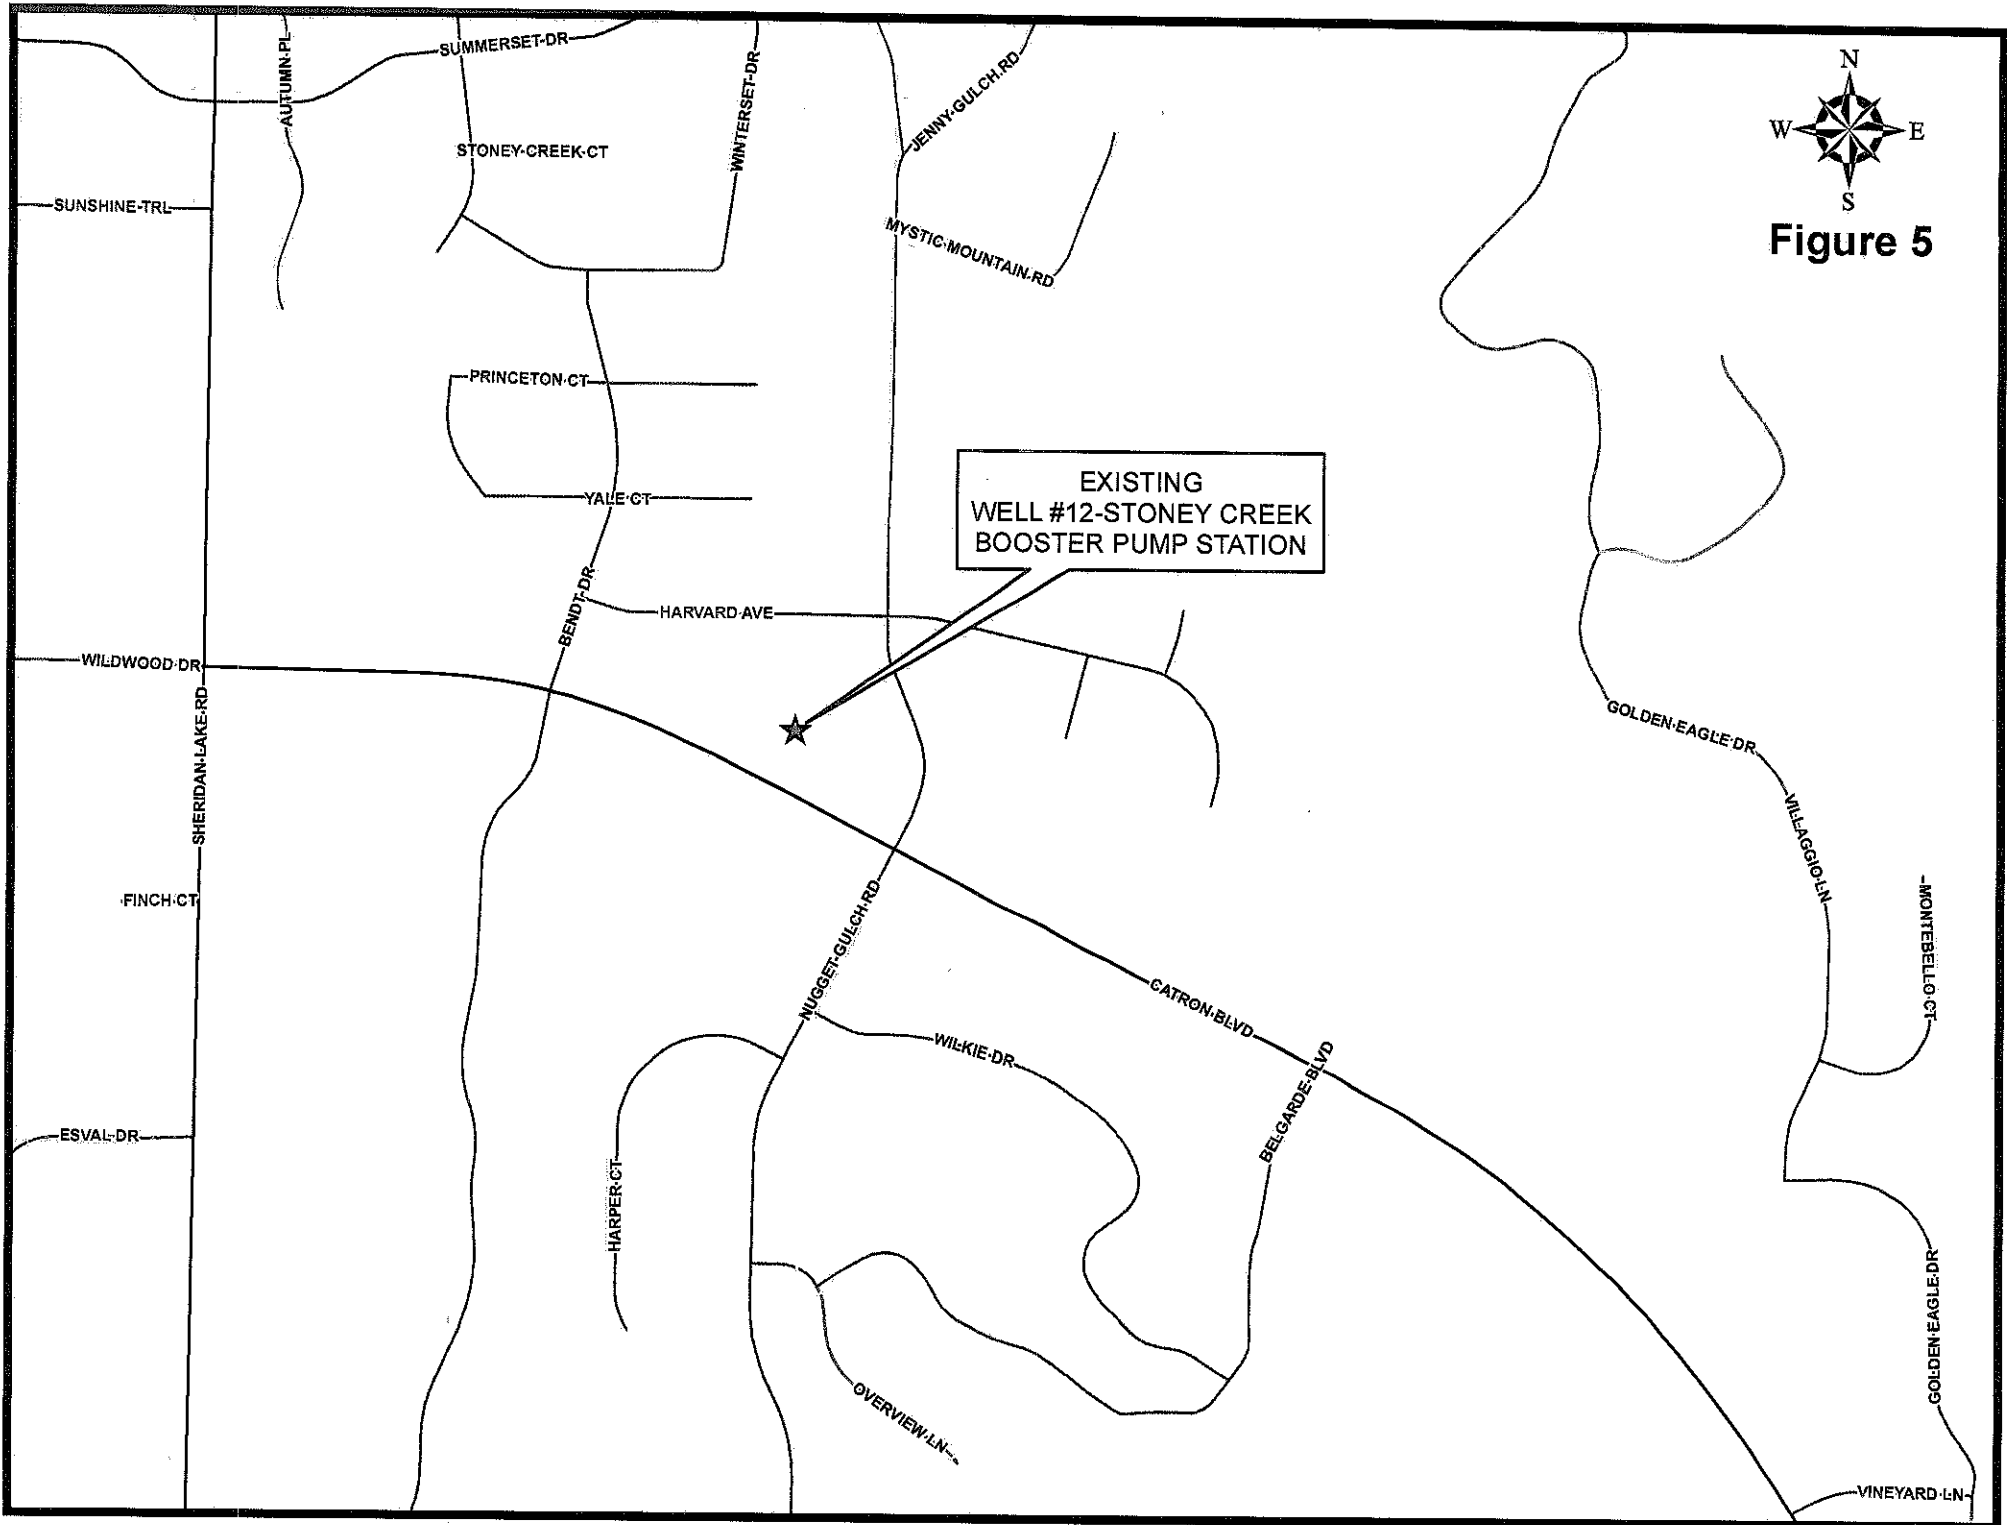 SUMMERSET DR
AUTUMN PL
WINTERSET DR
JENNY GULCH RD
STONEY CREEK CT
SUNSHINE TRL
MYSTIC MOUNTAIN RD
N
W
E
S
Figure 5
PRINCETON CT
YALE CT
EXISTING
WELL #12-STONEY CREEK
BOOSTER PUMP STATION
BENDT DR
HARVARD AVE
WILDWOOD DR
SHERIDAN LAKE RD
GOLDEN EAGLE DR
VILLAGGIO LN
FINCH CT
NUGGET GULCH RD
MONTEBELLO CT
CATRON BLVD
WILKIE DR
BELGARDE BLVD
ESVAL DR
HARPER CT
GOLDEN EAGLE DR
OVERVIEW LN
VINEYARD LN